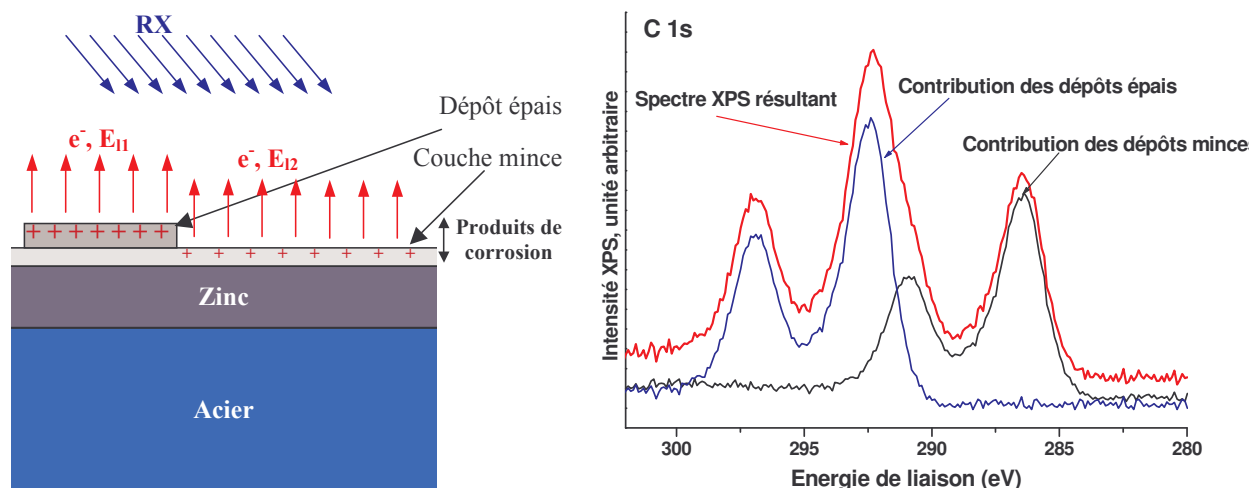 RX
Dépôt épais
Couche mince
e-, El1
e-, El2
+ + + + + + +
+ + + + + + + +
Produits de
corrosion
Zinc
Acier
C 1s
Spectre XPS résultant
Contribution des dépôts épais
Contribution des dépôts minces
Intensité XPS, unité arbitraire
300 295 290 285 280
Energie de liaison (eV)